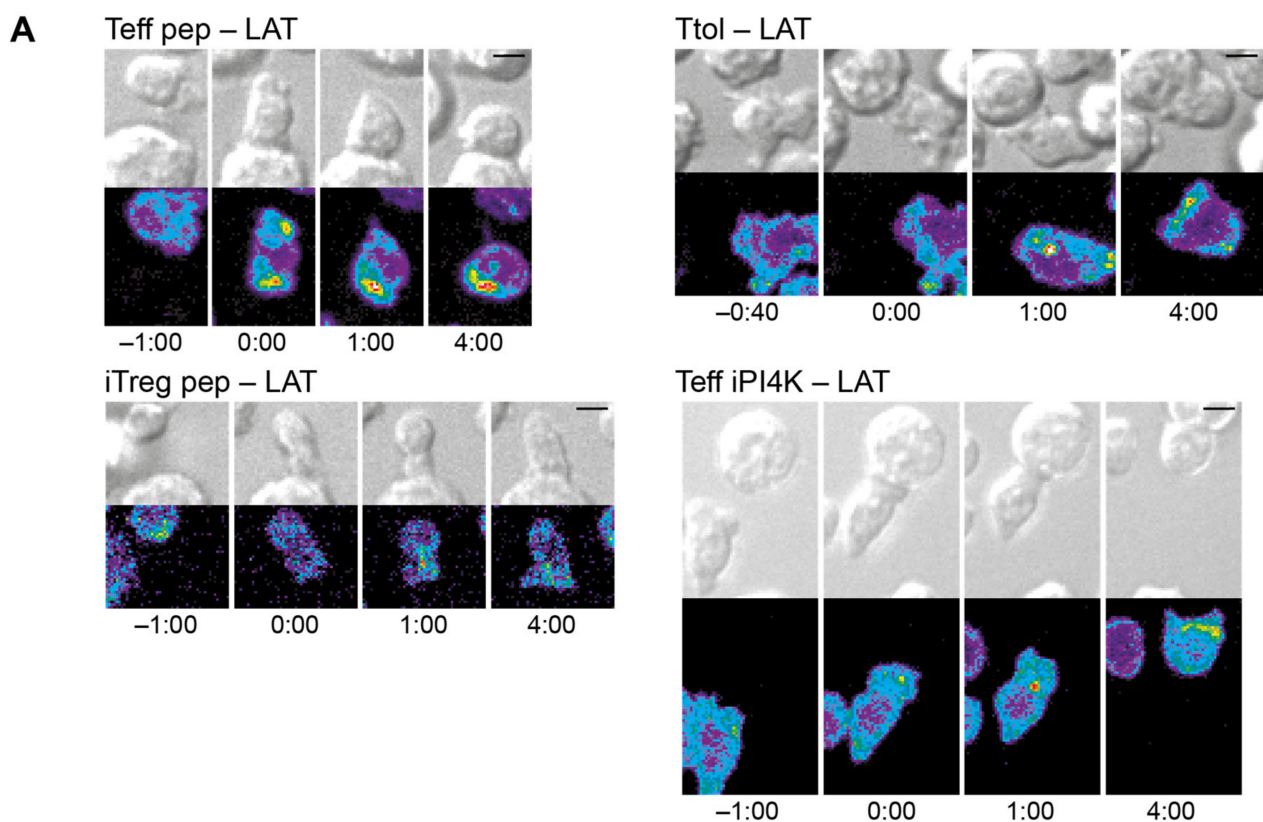 A
Teff pep – LAT
–1:00 0:00 1:00 4:00
Ttol – LAT
–0:40 0:00 1:00 4:00
iTreg pep – LAT
–1:00 0:00 1:00 4:00
Teff iPI4K – LAT
–1:00 0:00 1:00 4:00